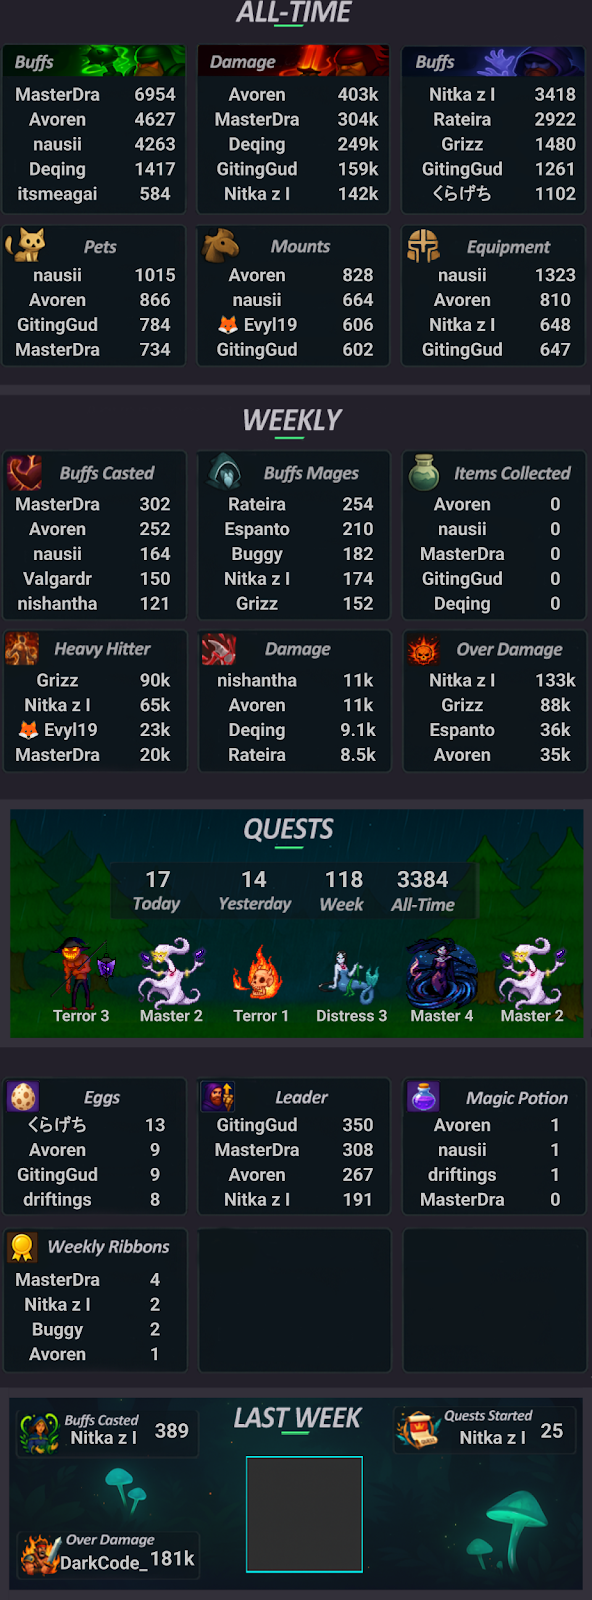 ALL-TIME
Buffs
MasterDra 6954
Avoren 4627
nausii 4263
Deqing 1417
itsmeagai 584
Damage
Avoren 403k
MasterDra 304k
Deqing 249k
GitingGud 159k
Nitka z I 142k
Buffs
Nitka z I 3418
Rateira 2922
Grizz 1480
GitingGud 1261
くらげち 1102
Pets
nausii 1015
Avoren 866
GitingGud 784
MasterDra 734
Mounts
Avoren 828
nausii 664
🦊 Evyl19 606
GitingGud 602
Equipment
nausii 1323
Avoren 810
Nitka z I 648
GitingGud 647
WEEKLY
Buffs Casted
MasterDra 302
Avoren 252
nausii 164
Valgardr 150
nishantha 121
Buffs Mages
Rateira 254
Espanto 210
Buggy 182
Nitka z I 174
Grizz 152
Items Collected
Avoren 0
nausii 0
MasterDra 0
GitingGud 0
Deqing 0
Heavy Hitter
Grizz 90k
Nitka z I 65k
🦊 Evyl19 23k
MasterDra 20k
Damage
nishantha 11k
Avoren 11k
Deqing 9.1k
Rateira 8.5k
Over Damage
Nitka z I 133k
Grizz 88k
Espanto 36k
Avoren 35k
QUESTS
17 14 118 3384
Today Yesterday Week All-Time
Terror 3 Master 2 Terror 1 Distress 3 Master 4 Master 2
Eggs
くらげち 13
Avoren 9
GitingGud 9
driftings 8
Leader
GitingGud 350
MasterDra 308
Avoren 267
Nitka z I 191
Magic Potion
Avoren 1
nausii 1
driftings 1
MasterDra 0
Weekly Ribbons
MasterDra 4
Nitka z I 2
Buggy 2
Avoren 1
LAST WEEK
Buffs Casted
Nitka z I 389
Quests Started
Nitka z I 25
Over Damage
DarkCode_ 181k